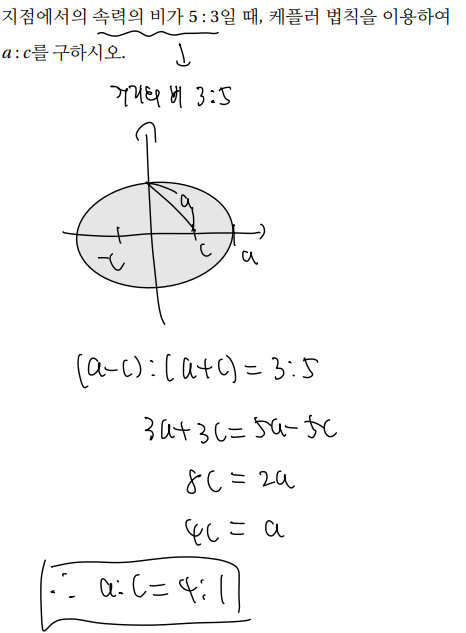 지점에서의 속력의 비가 5 : 3일 때, 케플러 법칙을 이용하여
a : c를 구하시오.
거리의 비 3:5
a
-c
c
a
(a-c):(a+c)=3:5
3a+3c=5a-5c
8c=2a
4c=a
∴ a:c=4:1